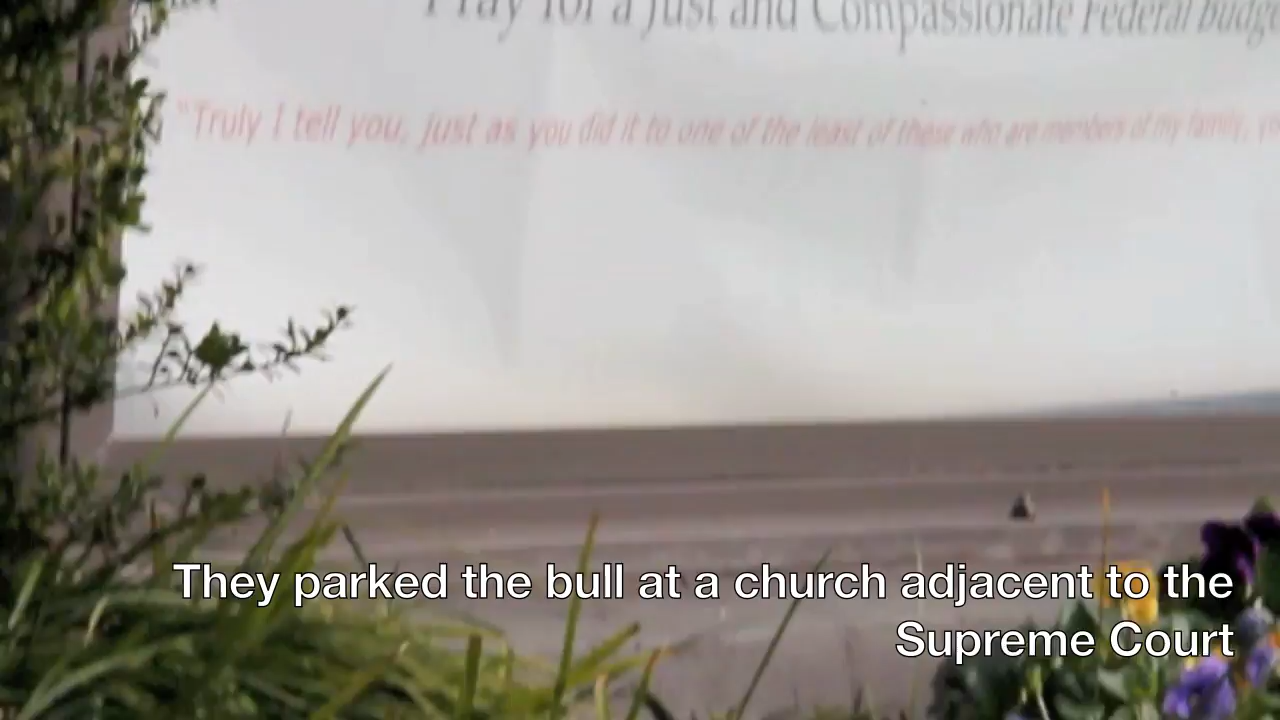 Pray for a Just and Compassionate Federal budge
"Truly I tell you, just as you did it to one of the least of these who are members of my family, yo
They parked the bull at a church adjacent to the
Supreme Court